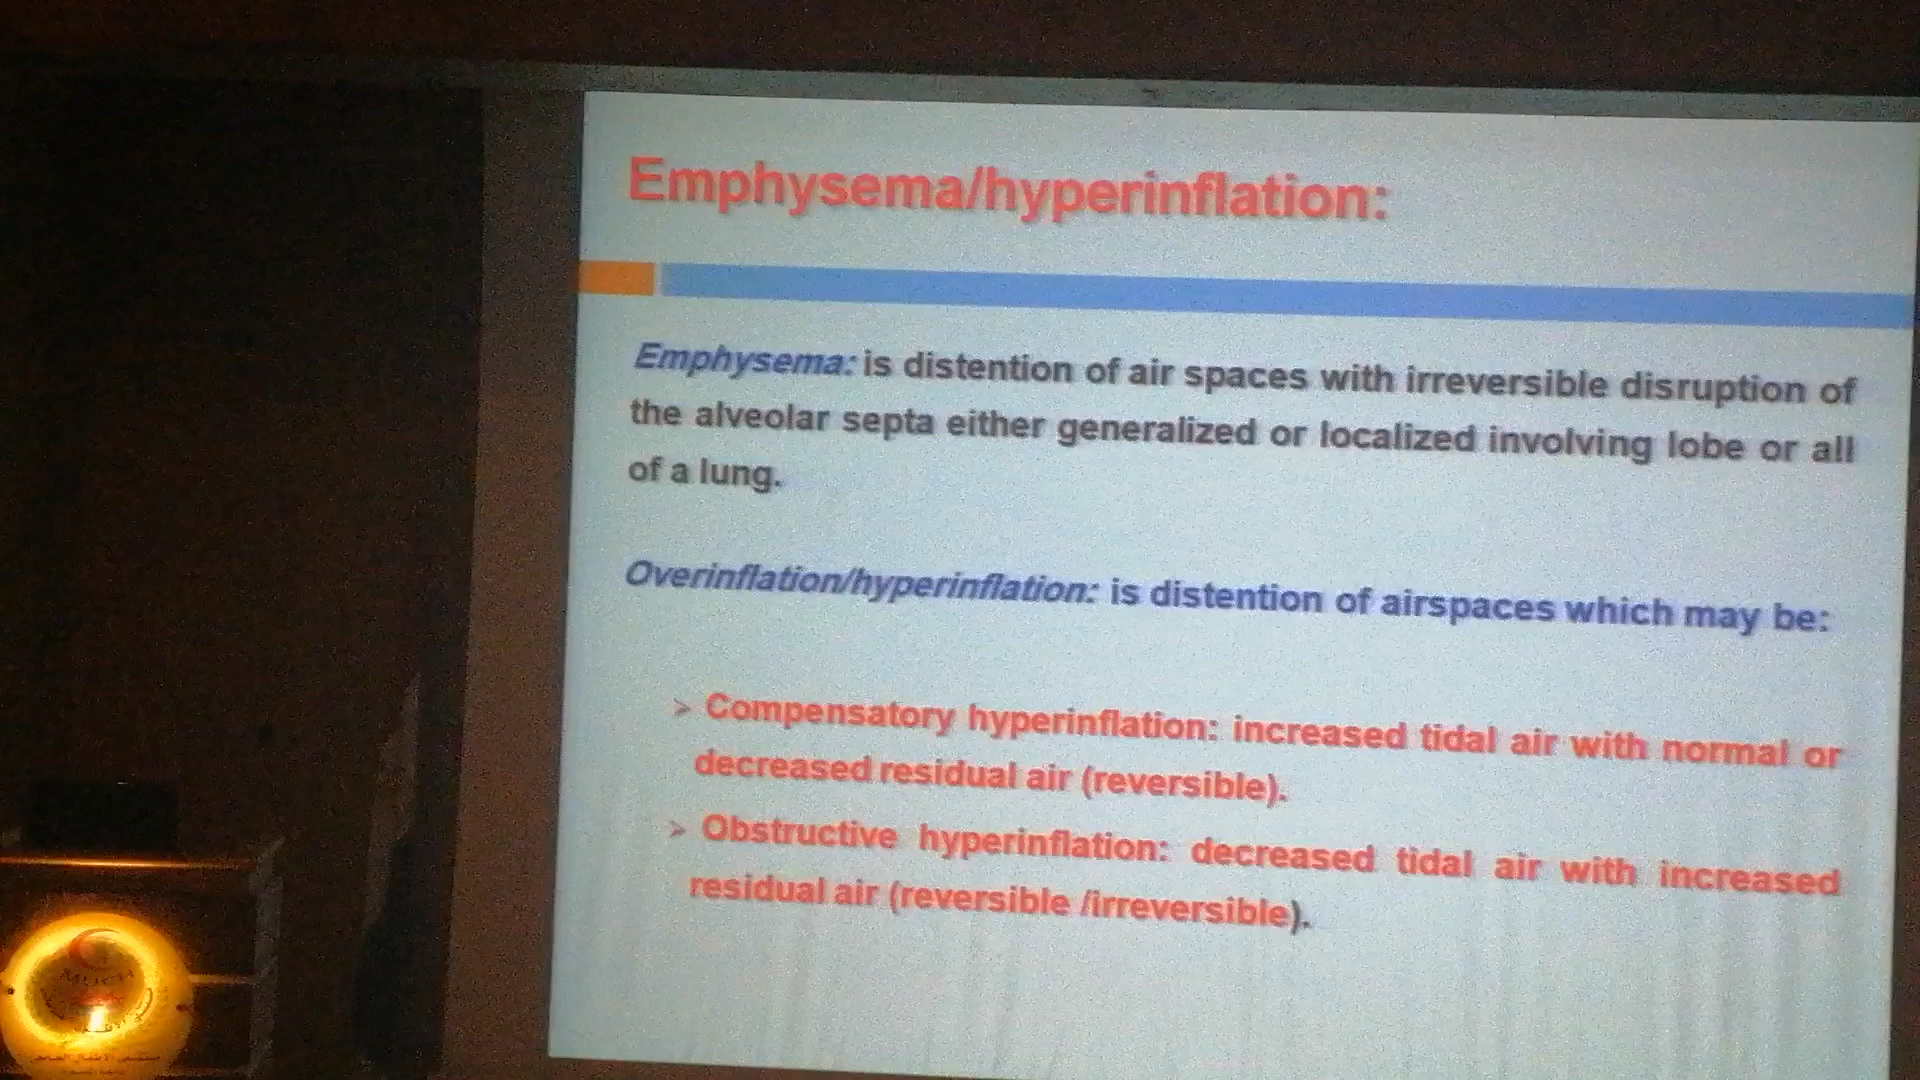 Emphysema/hyperinflation:
Emphysema: is distention of air spaces with irreversible disruption of
the alveolar septa either generalized or localized involving lobe or all
of a lung.
Overinflation/hyperinflation: is distention of airspaces which may be:
> Compensatory hyperinflation: increased tidal air with normal or
decreased residual air (reversible).
> Obstructive hyperinflation: decreased tidal air with increased
residual air (reversible /irreversible).